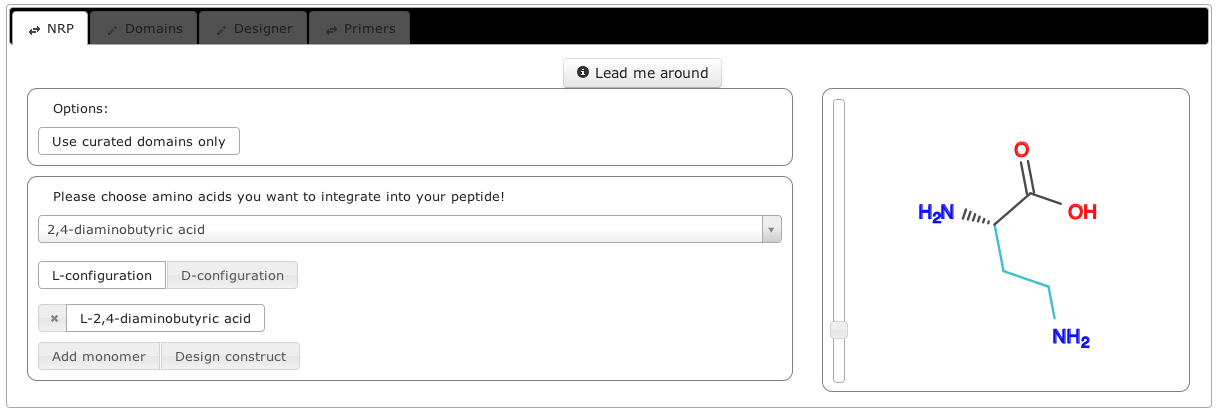 NRP Domains Designer Primers
Lead me around
Options:
Use curated domains only
Please choose amino acids you want to integrate into your peptide!
2,4-diaminobutyric acid
L-configuration D-configuration
L-2,4-diaminobutyric acid
Add monomer Design construct
O
H2N OH
NH2